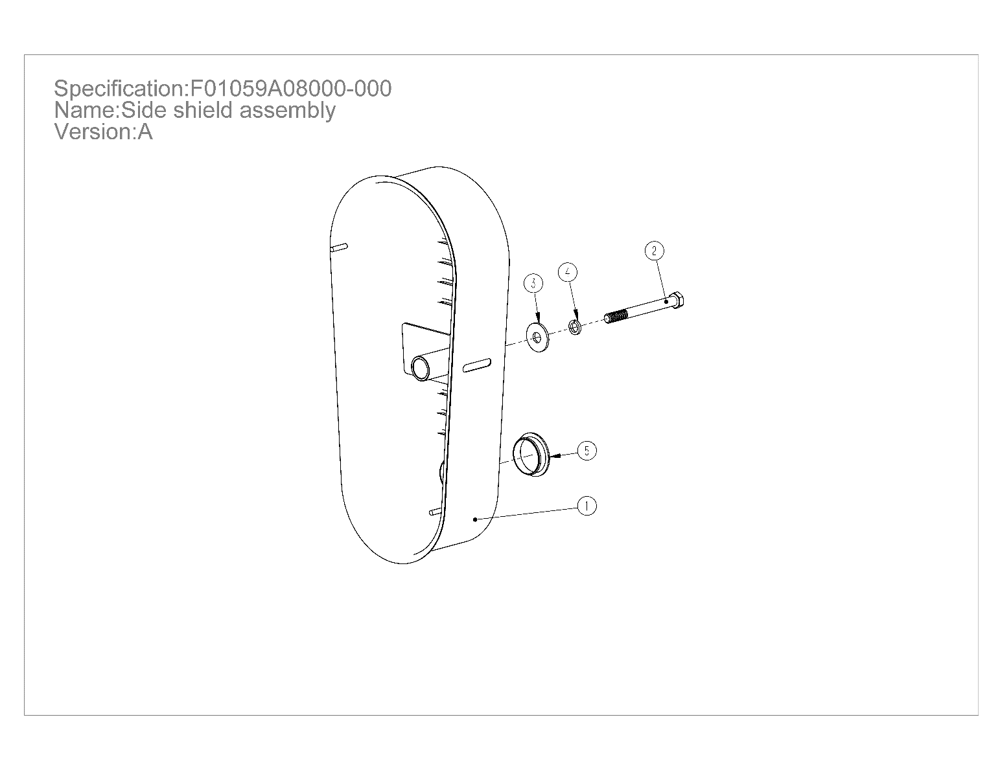 Specification:F01059A08000-000
Name:Side shield assembly
Version:A
2
4
3
5
1